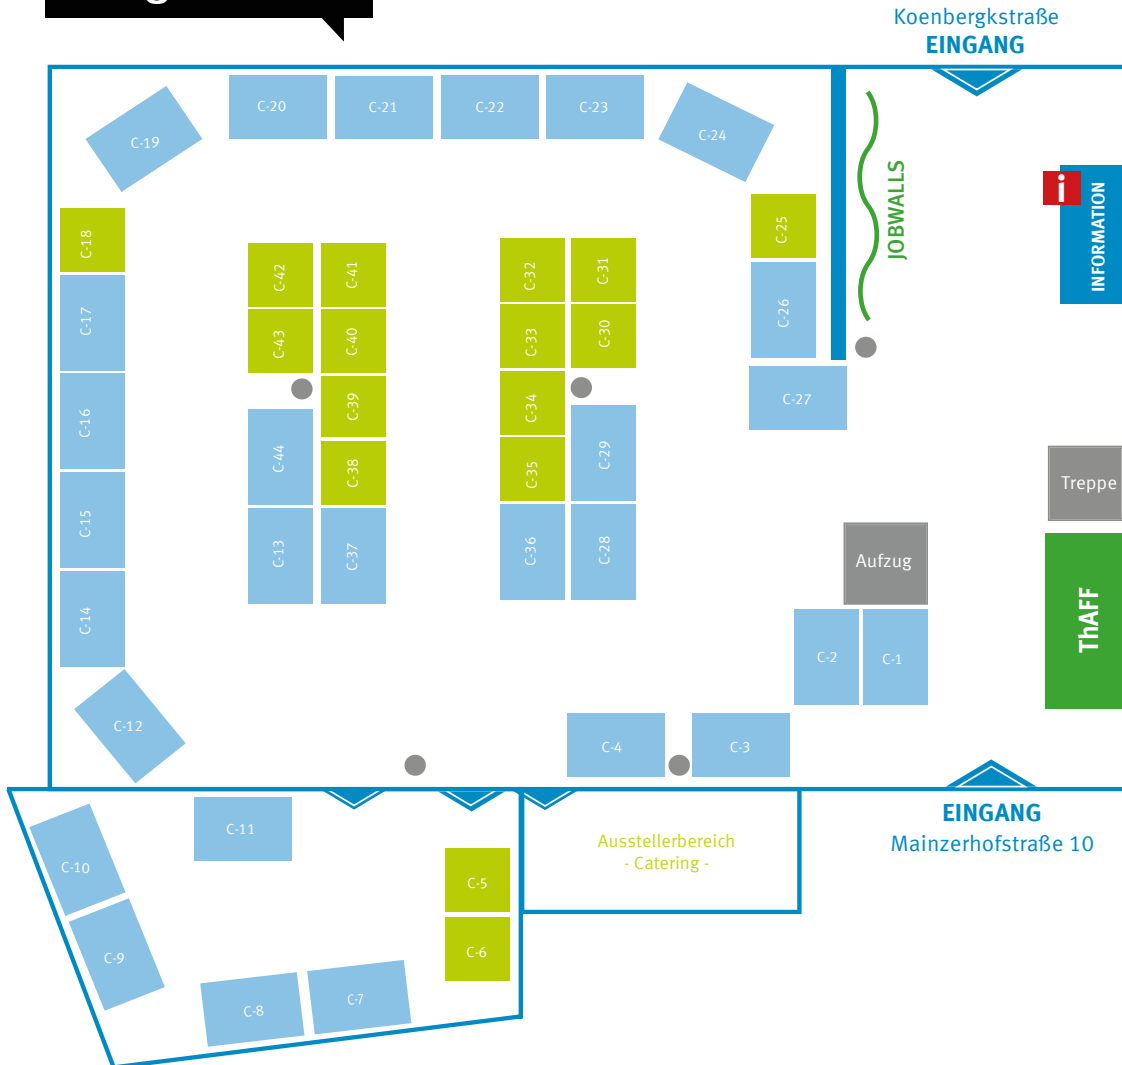 Koenbergkstraße
EINGANG
C-20
C-21
C-22
C-23
C-24
C-19
JOBWALLS
i
INFORMATION
C-18
C-25
C-42
C-41
C-32
C-31
C-26
C-17
C-43
C-40
C-33
C-30
C-39
C-34
C-27
C-16
C-44
C-38
C-35
C-29
Treppe
C-15
C-13
C-37
C-36
C-28
Aufzug
C-14
ThAFF
C-2
C-1
C-12
C-4
C-3
EINGANG
Mainzerhofstraße 10
C-11
Ausstellerbereich
- Catering -
C-10
C-5
C-9
C-6
C-8
C-7